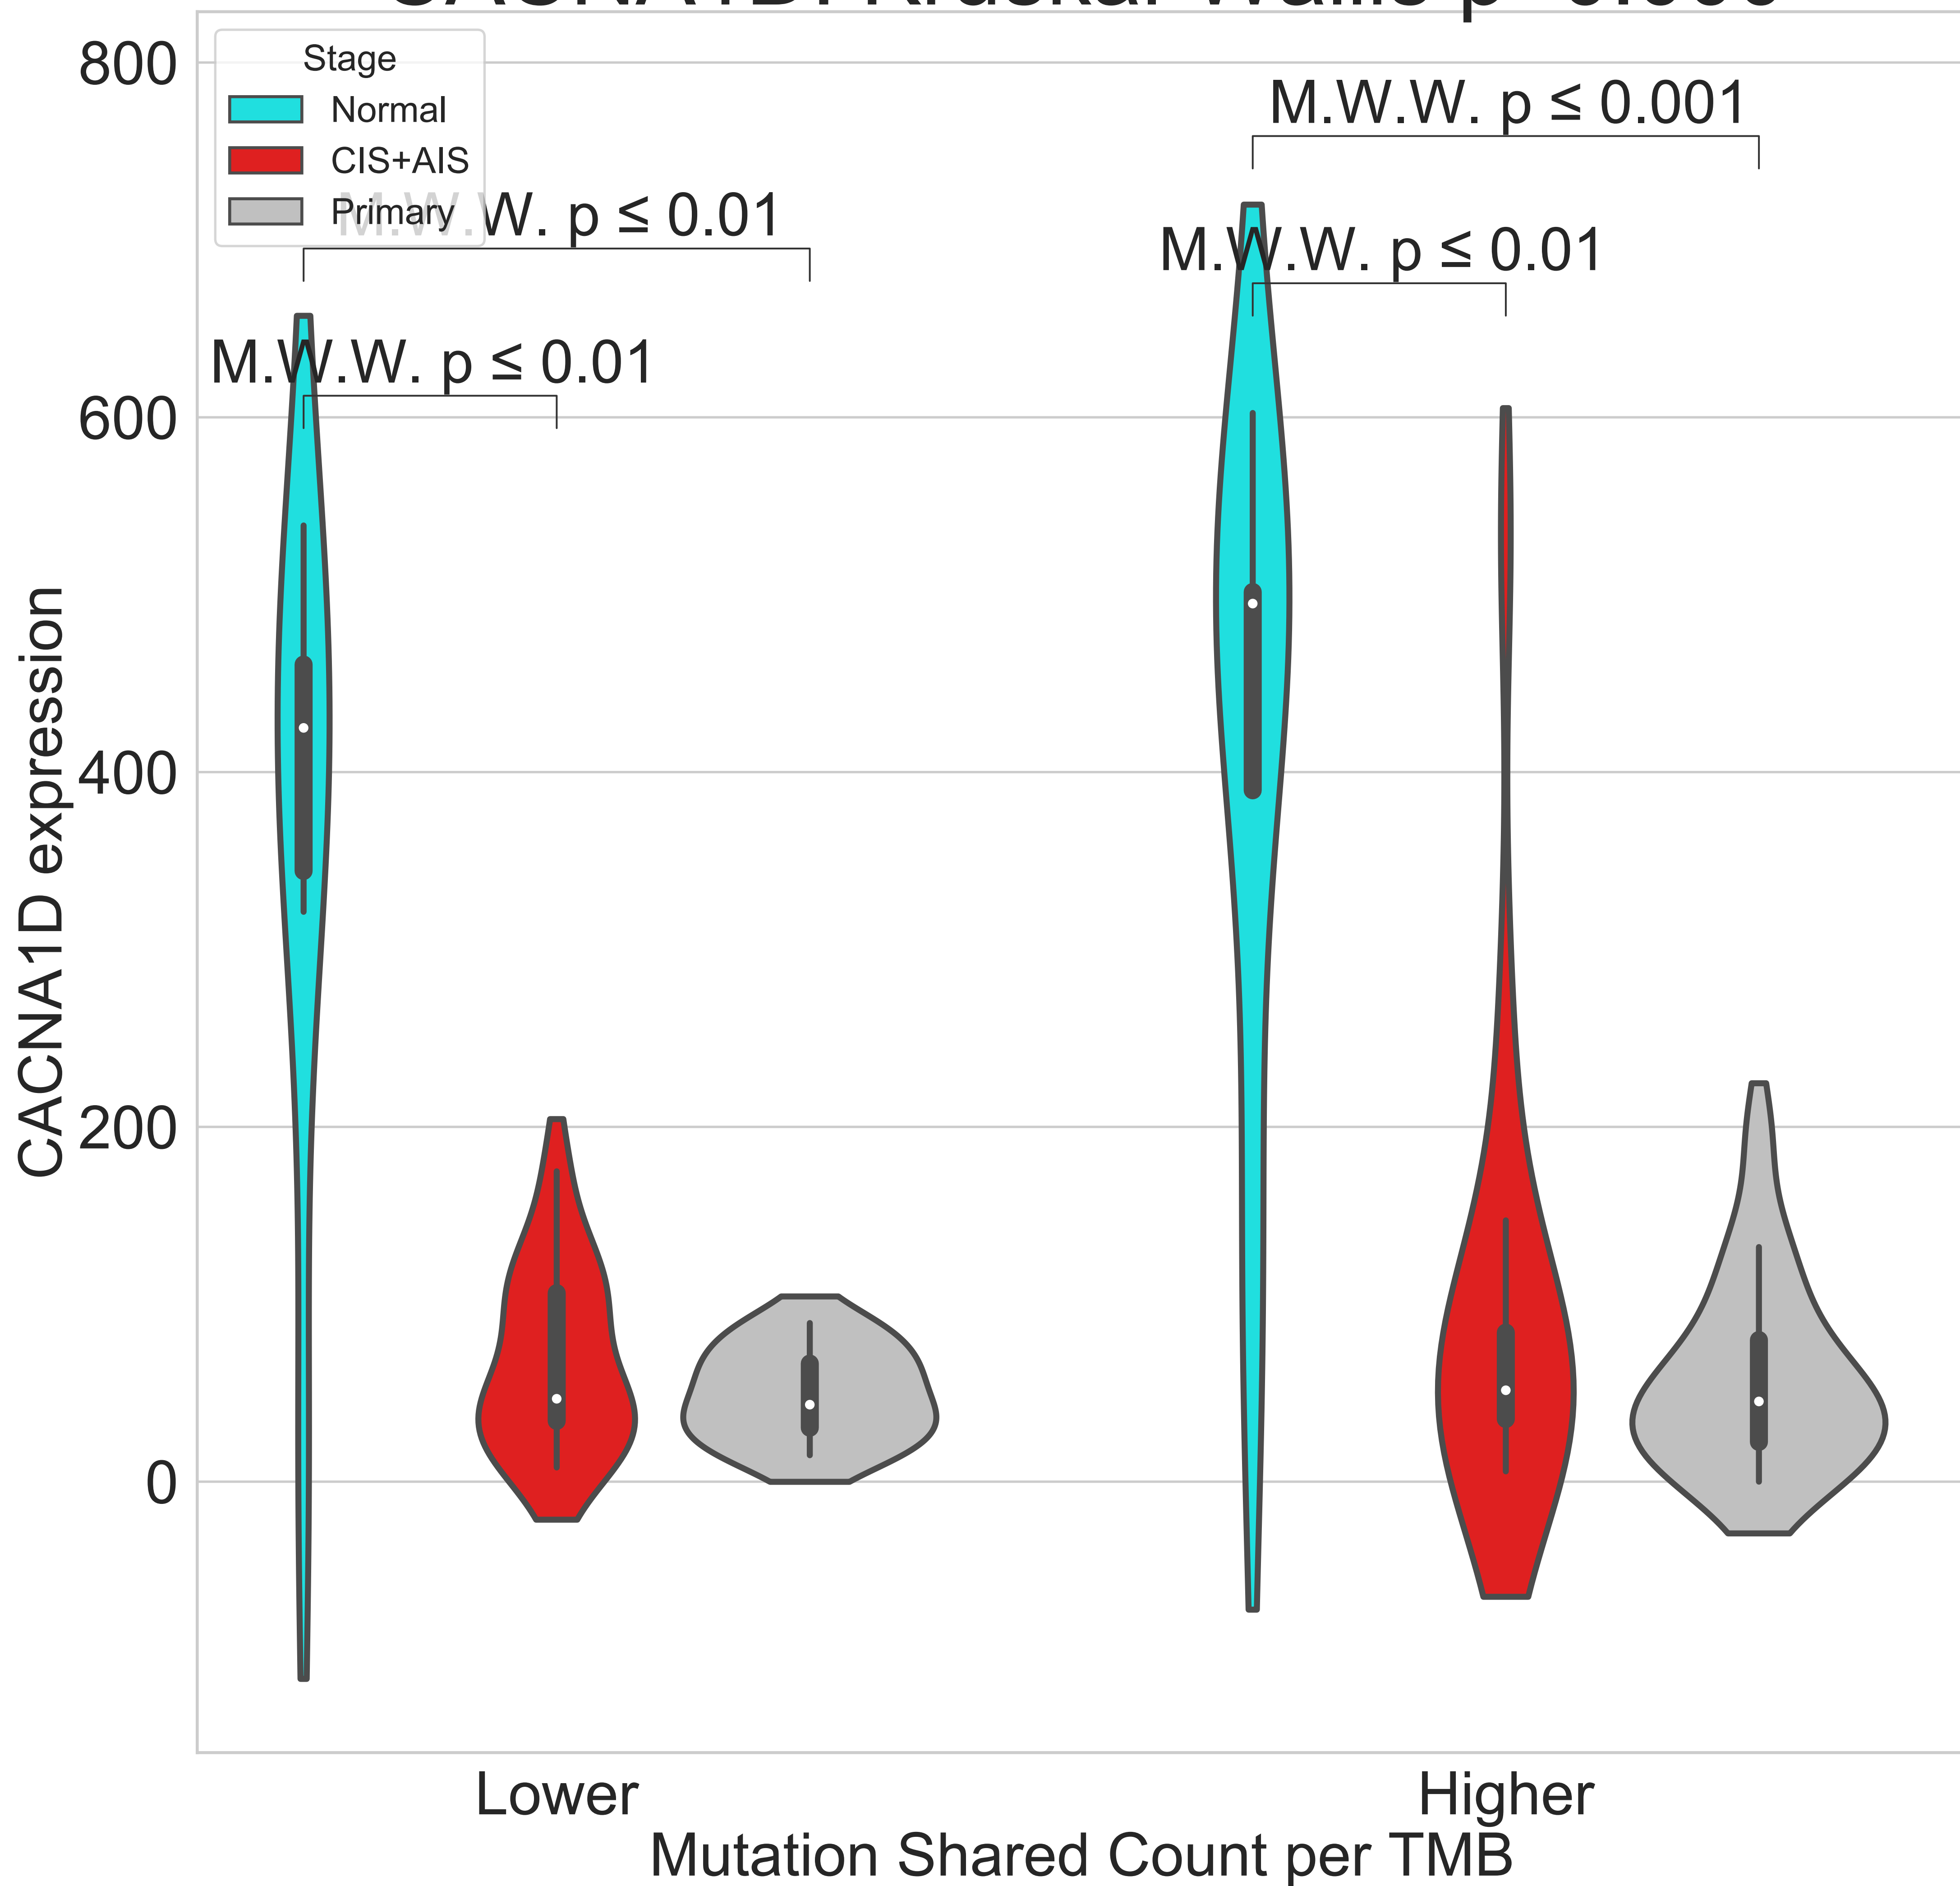 800
Stage
Normal
CIS+AIS
Primary
M.W.W. p ≤ 0.001
M.W.W. p ≤ 0.01
M.W.W. p ≤ 0.01
M.W.W. p ≤ 0.01
600
400
200
0
CACNA1D expression
Lower
Higher
Mutation Shared Count per TMB